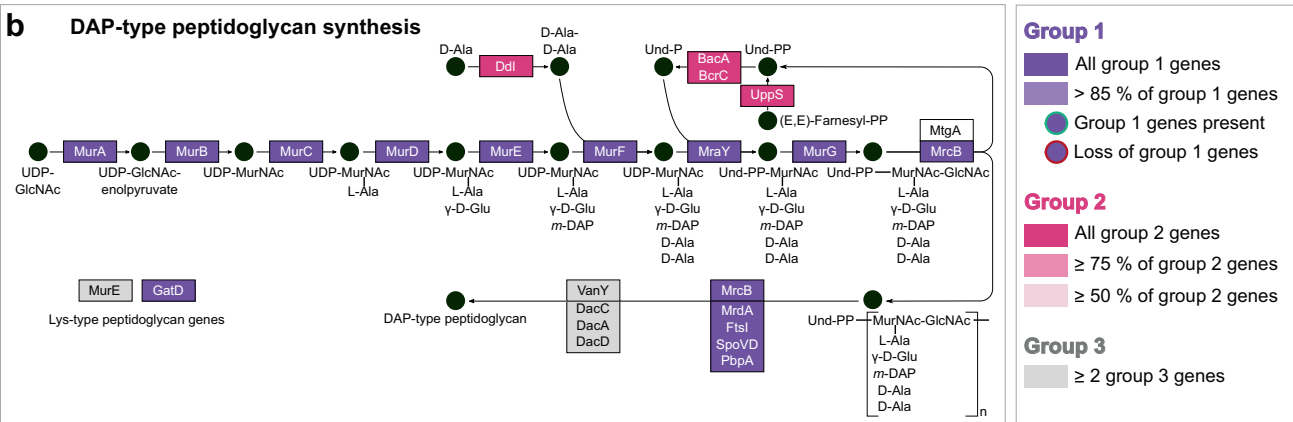 b DAP-type peptidoglycan synthesis
D-Ala
Ddl
D-Ala-
D-Ala
Und-P
BacA
BcrC
Und-PP
UppS
(E,E)-Farnesyl-PP
MurA
MurB
MurC
MurD
MurE
MurF
MraY
MurG
MtgA
MrcB
UDP-
GlcNAc
UDP-GlcNAc-
enolpyruvate
UDP-MurNAc
UDP-MurNAc
L-Ala
UDP-MurNAc
L-Ala
γ-D-Glu
UDP-MurNAc
L-Ala
γ-D-Glu
m-DAP
UDP-MurNAc
L-Ala
γ-D-Glu
m-DAP
D-Ala
D-Ala
Und-PP-MurNAc
L-Ala
γ-D-Glu
m-DAP
D-Ala
D-Ala
Und-PP MurNAc-GlcNAc
L-Ala
γ-D-Glu
m-DAP
D-Ala
D-Ala
MurE
GatD
Lys-type peptidoglycan genes
DAP-type peptidoglycan
VanY
DacC
DacA
DacD
MrcB
MrdA
FtsI
SpoVD
PbpA
Und-PP MurNAc-GlcNAc
L-Ala
γ-D-Glu
m-DAP
D-Ala
D-Ala
n
Group 1
All group 1 genes
> 85 % of group 1 genes
Group 1 genes present
Loss of group 1 genes
Group 2
All group 2 genes
≥ 75 % of group 2 genes
≥ 50 % of group 2 genes
Group 3
≥ 2 group 3 genes